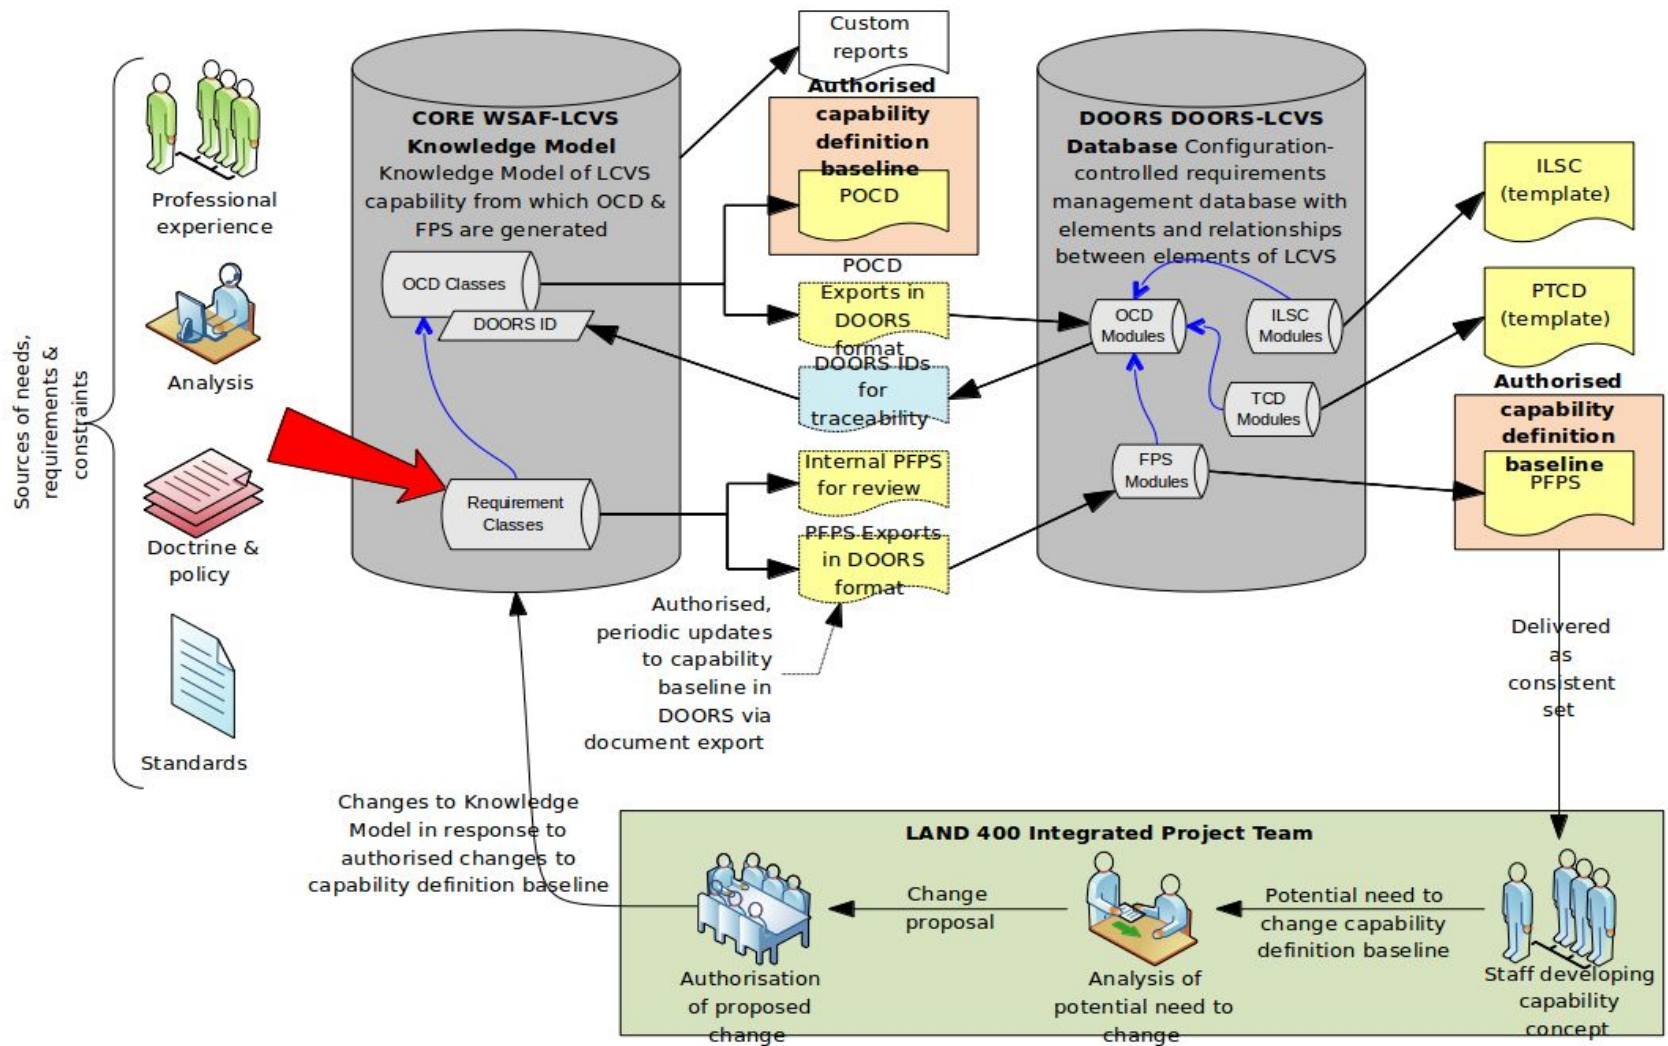 Sources of needs,
requirements &
constraints
Professional
experience
Analysis
Doctrine &
policy
Standards
CORE WSAF-LCVS
Knowledge Model
Knowledge Model of LCVS
capability from which OCD &
FPS are generated
OCD Classes
DOORS ID
Requirement
Classes
Custom
reports
Authorised
capability
definition
baseline
POCD
POCD
Exports in
DOORS
format
DOORS IDs
for
traceability
Internal PFPS
for review
PFPS Exports
in DOORS
format
Authorised,
periodic updates
to capability
baseline in
DOORS via
document export
DOORS DOORS-LCVS
Database Configuration-
controlled requirements
management database with
elements and relationships
between elements of LCVS
OCD
Modules
ILSC
Modules
TCD
Modules
FPS
Modules
ILSC
(template)
PTCD
(template)
Authorised
capability
definition
baseline
PFPS
Delivered
as
consistent
set
Changes to Knowledge
Model in response to
authorised changes to
capability definition baseline
LAND 400 Integrated Project Team
Authorisation
of proposed
change
Change
proposal
Analysis of
potential need to
change
Potential need to
change capability
definition baseline
Staff developing
capability
concept